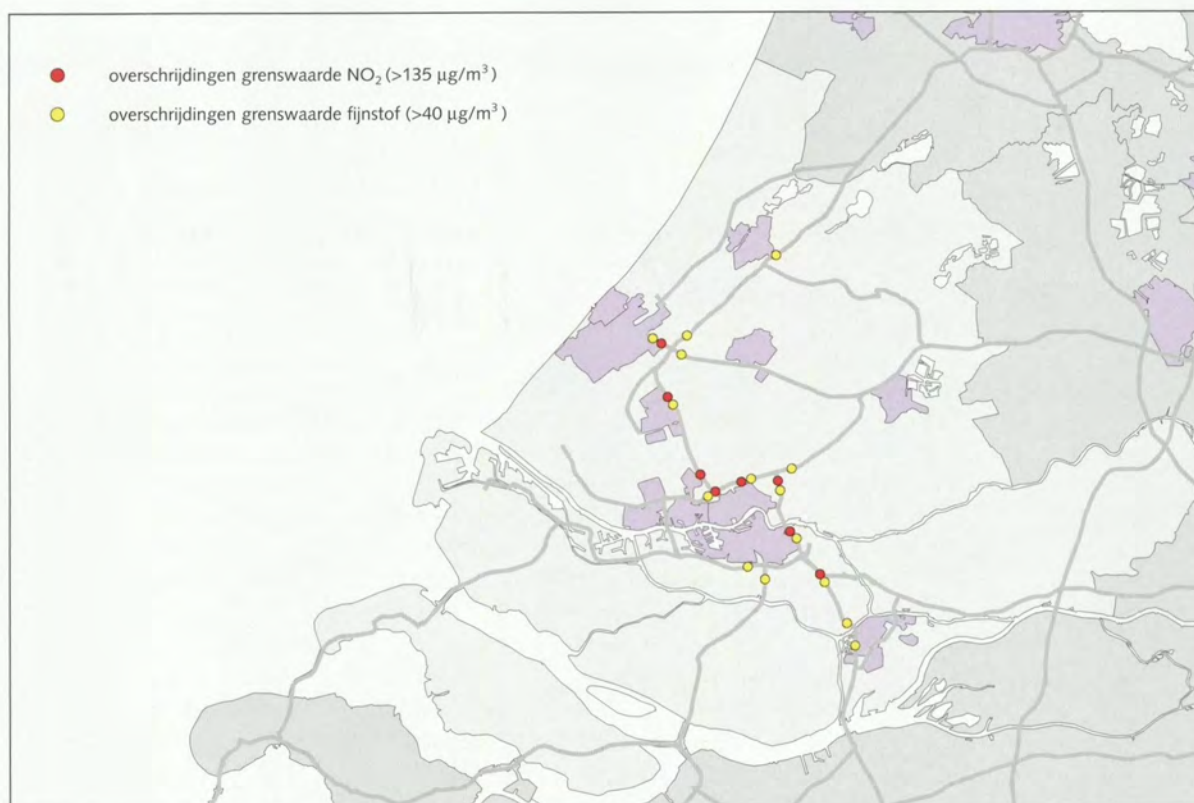 overschrijdingen grenswaarde NO₂ (>135 µg/m³)
overschrijdingen grenswaarde fijnstof (>40 µg/m³)